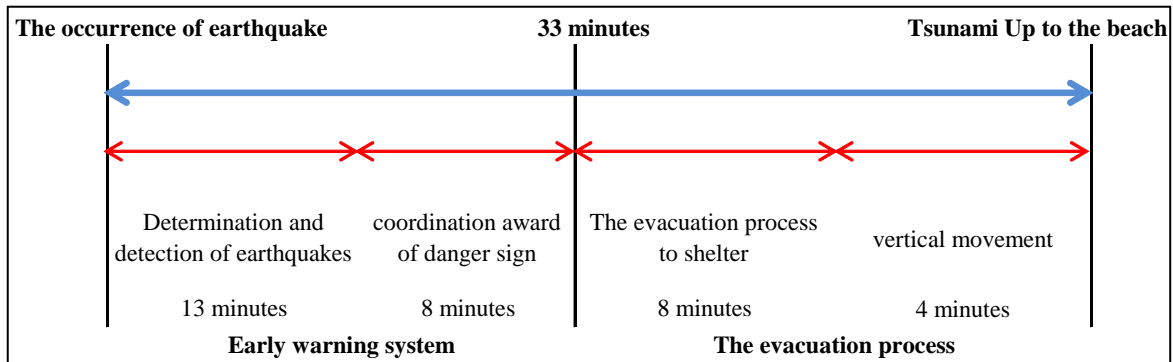 The occurrence of earthquake 33 minutes Tsunami Up to the beach
Determination and detection of earthquakes
coordination award of danger sign
The evacuation process to shelter
vertical movement
13 minutes 8 minutes 8 minutes 4 minutes
Early warning system The evacuation process